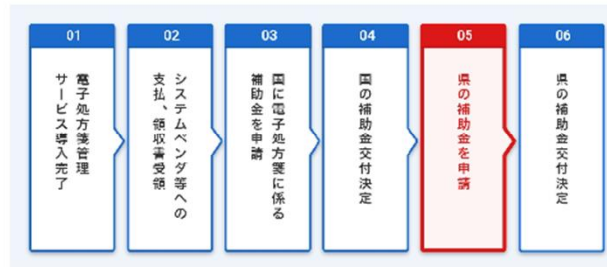 01
電子処方箋管理
サービス導入完了
02
システムベンダ等への
支払、領収書受領
03
国に電子処方箋に係る
補助金を申請
04
国の補助金交付決定
05
県の補助金を申請
06
県の補助金交付決定